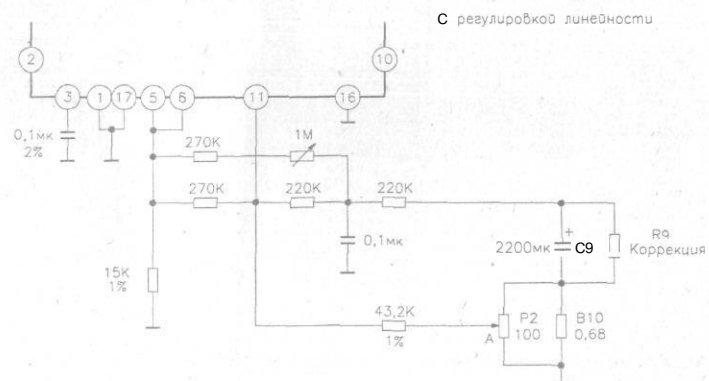 С регулировкой линейности
2
10
3
1
17
5
6
11
16
0,1мк
2%
270К
1М
270К
220К
220К
0,1мк
2200мк
+
С9
R9
Коррекция
15К
1%
43,2К
1%
А
Р2
100
В10
0,68